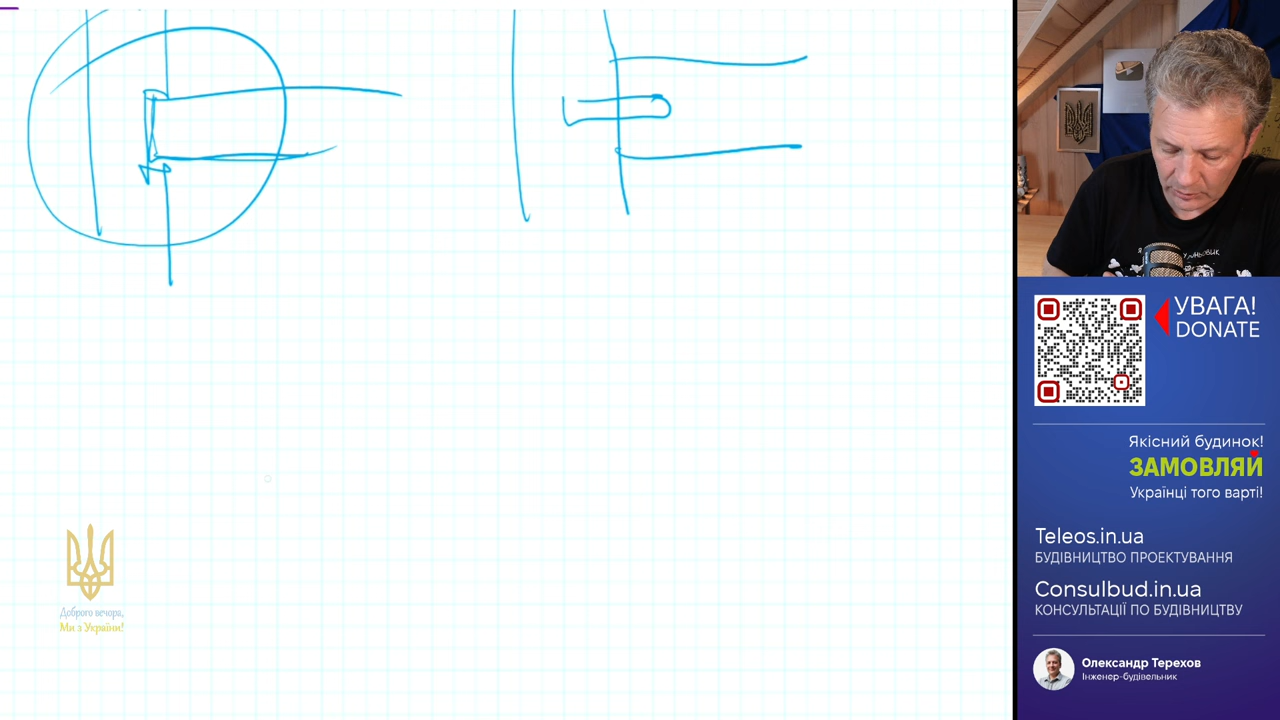 УВАГА!
DONATE
Якісний будинок!
ЗАМОВЛЯЙ
Українці того варті!
Teleos.in.ua
БУДІВНИЦТВО ПРОЕКТУВАННЯ
Consulbud.in.ua
КОНСУЛЬТАЦІЇ ПО БУДІВНИЦТВУ
Олександр Терехов
Інженер-будівельник
Доброго вечора,
Ми з України!